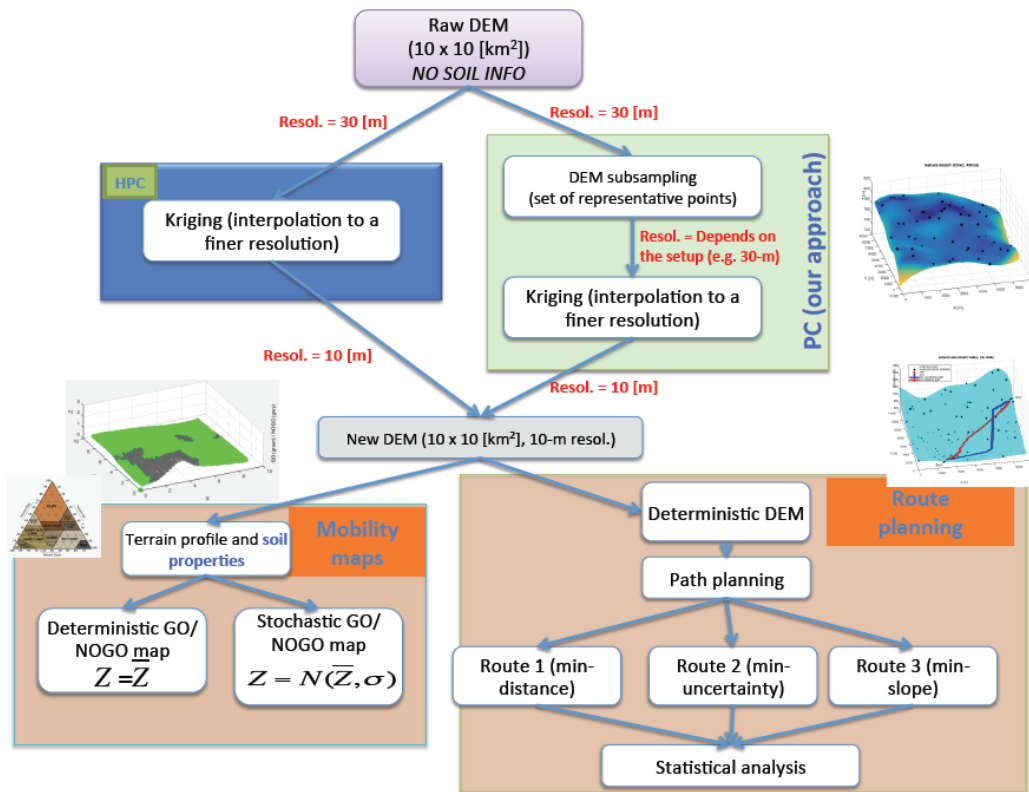 Raw DEM
(10 x 10 [km²])
NO SOIL INFO
Resol. = 30 [m]
Resol. = 30 [m]
HPC
Kriging (interpolation to a
finer resolution)
DEM subsampling
(set of representative points)
Resol. = Depends on
the setup (e.g. 30-m)
Kriging (interpolation to a
finer resolution)
PC (our approach)
Resol. = 10 [m]
Resol. = 10 [m]
New DEM (10 x 10 [km²], 10-m resol.)
GO (green) / NOGO (grey)
Mobility
maps
Terrain profile and soil
properties
Deterministic GO/
NOGO map
Z = Z̅
Stochastic GO/
NOGO map
Z = N(Z̅, σ)
Route
planning
Deterministic DEM
Path planning
Route 1 (min-
distance)
Route 2 (min-
uncertainty)
Route 3 (min-
slope)
Statistical analysis